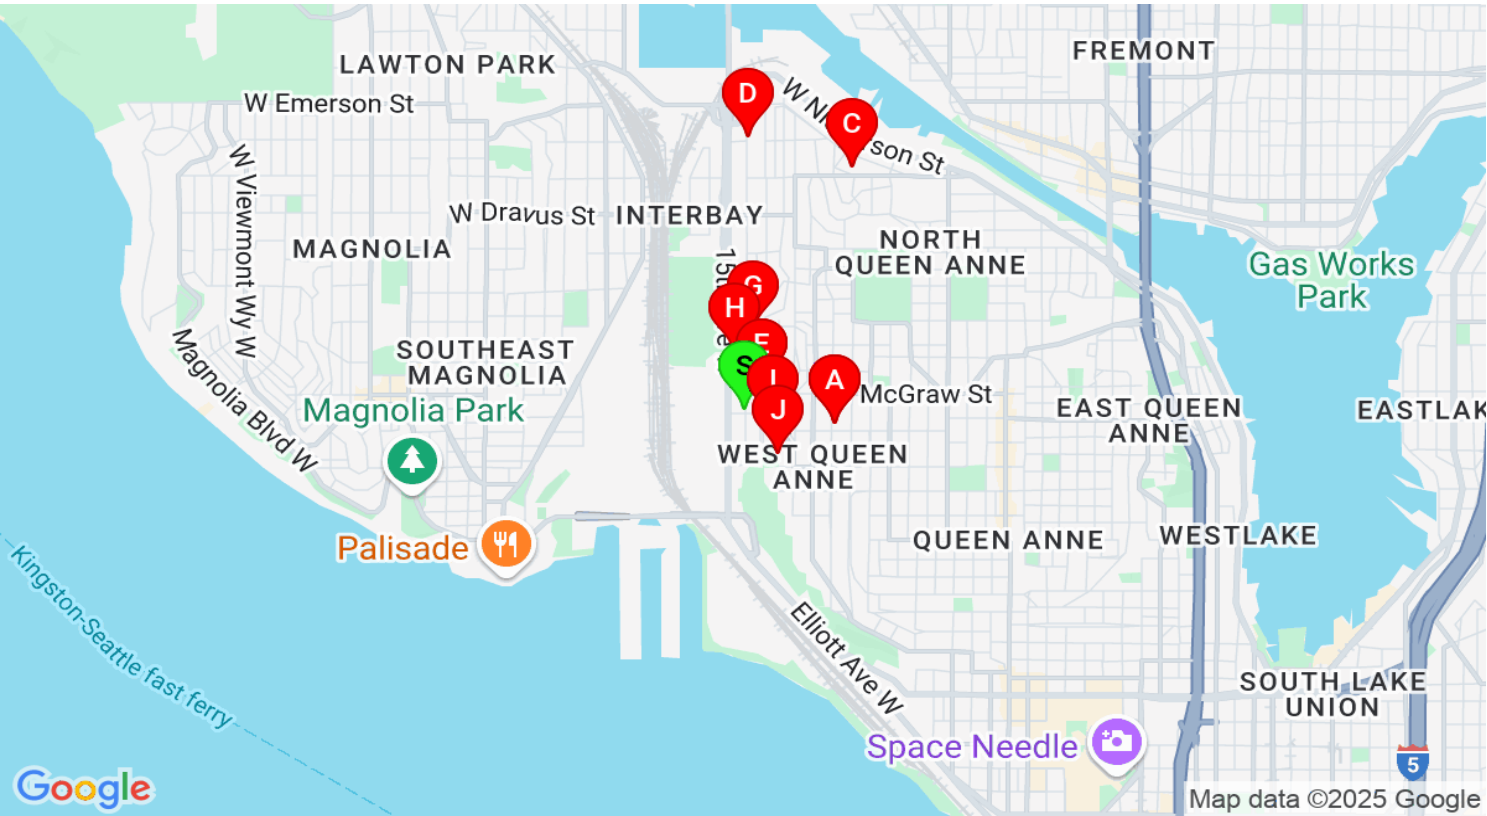 FREMONT
LAWTON PARK
W Emerson St
D
C
W Viewmont Wy W
W Dravus St
INTERBAY
MAGNOLIA
NORTH
QUEEN ANNE
Gas Works
Park
G
H
SOUTHEAST
MAGNOLIA
S
I
A
McGraw St
J
Magnolia Blvd W
Magnolia Park
EAST QUEEN
ANNE
EASTLAK
WEST QUEEN
ANNE
QUEEN ANNE
WESTLAKE
Palisade
Kingston-Seattle fast ferry
Elliott Ave W
SOUTH LAKE
UNION
Space Needle
5
Google
Map data ©2025 Google